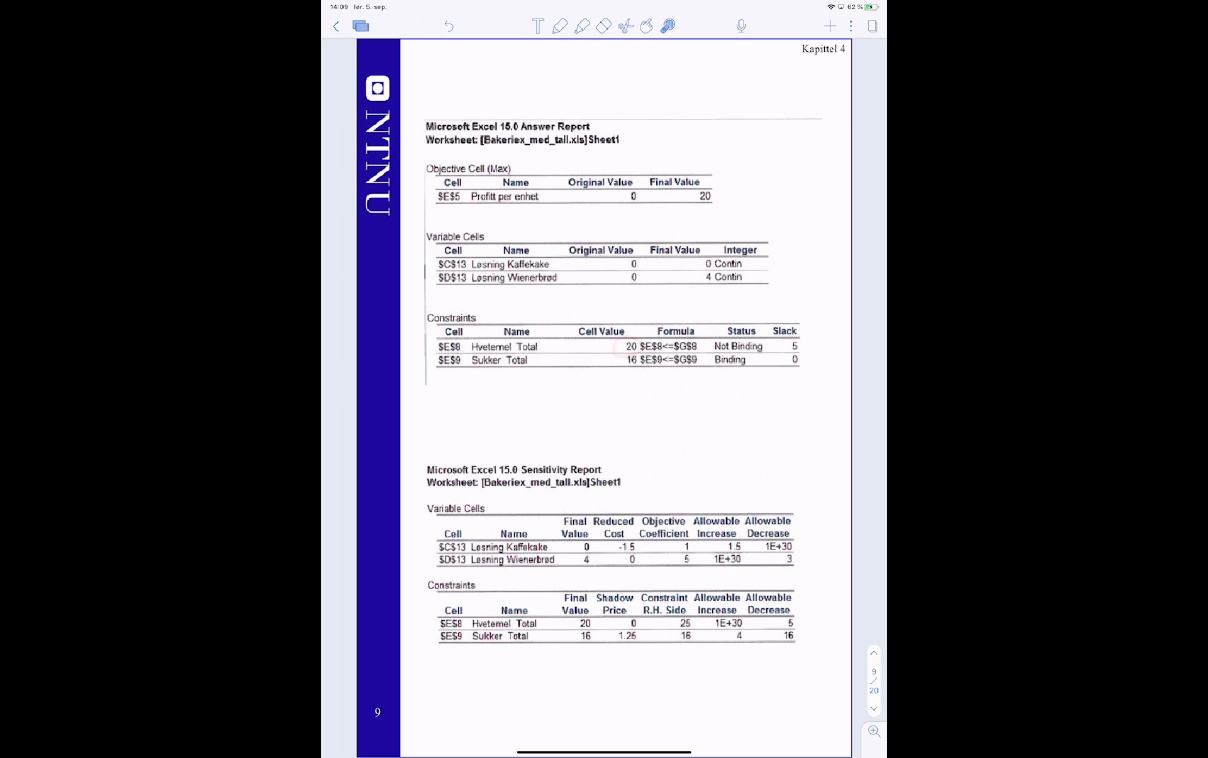 14:09 lør. 5. sep.
62 %
Kapittel 4
NTNU
Microsoft Excel 15.0 Answer Report
Worksheet: [Bakeriex_med_tall.xls]Sheet1
Objective Cell (Max)
Cell Name Original Value Final Value
$E$5 Profitt per enhet 0 20
Variable Cells
Cell Name Original Value Final Value Integer
$C$13 Løsning Kaffekake 0 0 Contin
$D$13 Løsning Wienerbrød 0 4 Contin
Constraints
Cell Name Cell Value Formula Status Slack
$E$8 Hvetemel Total 20 $E$8<=$G$8 Not Binding 5
$E$9 Sukker Total 16 $E$9<=$G$9 Binding 0
Microsoft Excel 15.0 Sensitivity Report
Worksheet: [Bakeriex_med_tall.xls]Sheet1
Variable Cells
Final Reduced Objective Allowable Allowable
Cell Name Value Cost Coefficient Increase Decrease
$C$13 Løsning Kaffekake 0 -1.5 1 1.5 1E+30
$D$13 Løsning Wienerbrød 4 0 5 1E+30 3
Constraints
Final Shadow Constraint Allowable Allowable
Cell Name Value Price R.H. Side Increase Decrease
$E$8 Hvetemel Total 20 0 25 1E+30 5
$E$9 Sukker Total 16 1.25 16 4 16
9
9
/
20